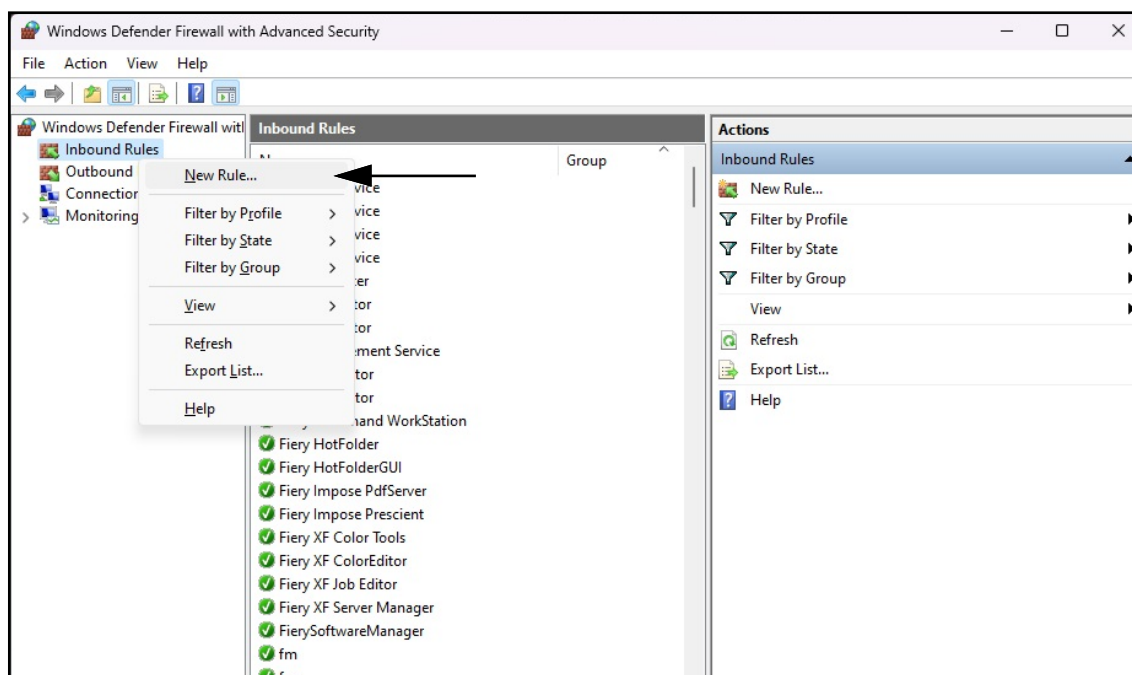 Windows Defender Firewall with Advanced Security
File Action View Help
Windows Defender Firewall with
Inbound Rules
Outbound
Connection
Monitoring
New Rule...
Filter by Profile
Filter by State
Filter by Group
View
Refresh
Export List...
Help
Inbound Rules
Group
vice
vice
vice
vice
er
tor
tor
ement Service
tor
tor
mand WorkStation
Fiery HotFolder
Fiery HotFolderGUI
Fiery Impose PdfServer
Fiery Impose Prescient
Fiery XF Color Tools
Fiery XF ColorEditor
Fiery XF Job Editor
Fiery XF Server Manager
FierySoftwareManager
fm
Actions
Inbound Rules
New Rule...
Filter by Profile
Filter by State
Filter by Group
View
Refresh
Export List...
Help